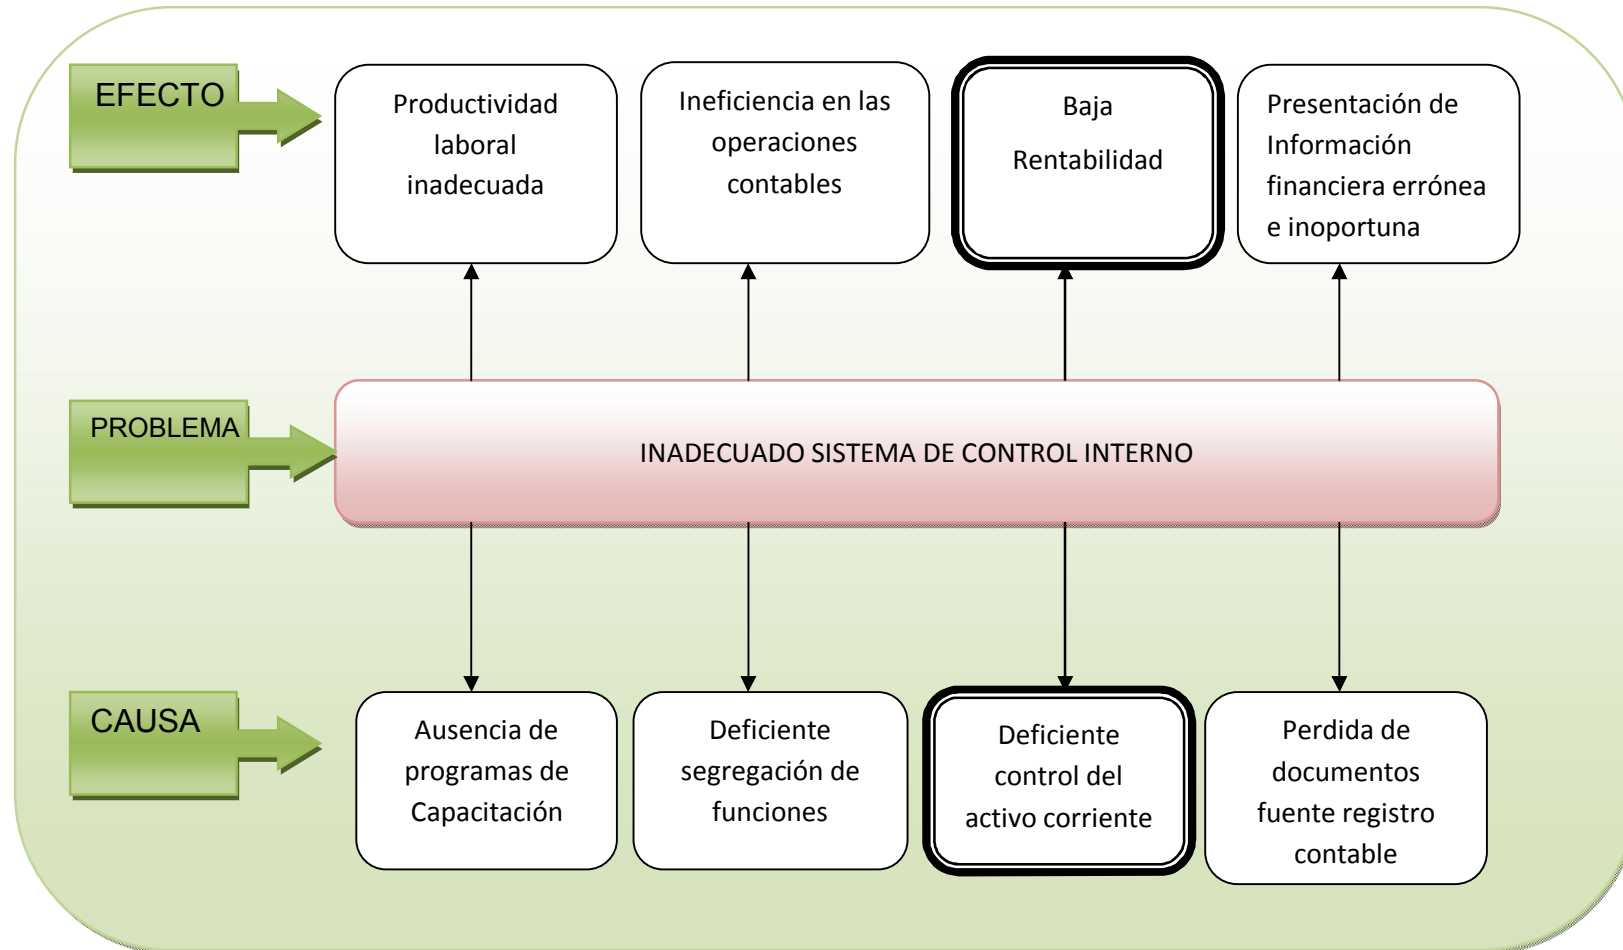 EFECTO
Productividad
laboral
inadecuada
Ineficiencia en las
operaciones
contables
Baja
Rentabilidad
Presentación de
Información
financiera errónea
e inoportuna
PROBLEMA
INADECUADO SISTEMA DE CONTROL INTERNO
CAUSA
Ausencia de
programas de
Capacitación
Deficiente
segregación de
funciones
Deficiente
control del
activo corriente
Perdida de
documentos
fuente registro
contable